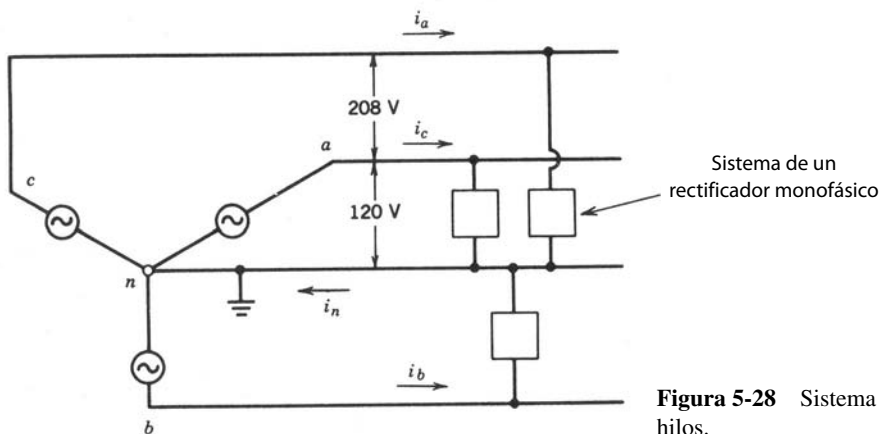 i_a
208 V
i_c
a
c
120 V
Sistema de un
rectificador monofásico
n
i_n
i_b
b
Figura 5-28 Sistema
hilos.